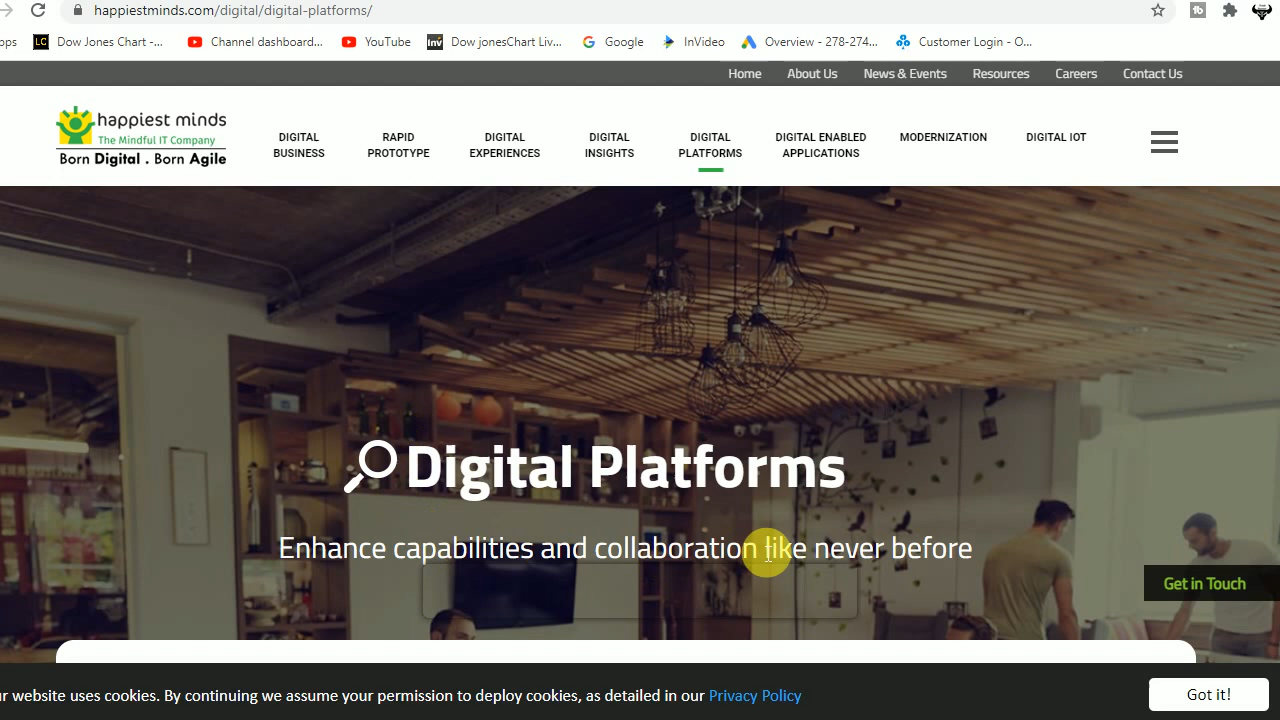 happiestminds.com/digital/digital-platforms/
pps
LC Dow Jones Chart -...
Channel dashboard...
YouTube
Inv Dow jonesChart Liv...
Google
InVideo
Overview - 278-274...
Customer Login - O...
Home
About Us
News & Events
Resources
Careers
Contact Us
happiest minds
The Mindful IT Company
Born Digital . Born Agile
DIGITAL
BUSINESS
RAPID
PROTOTYPE
DIGITAL
EXPERIENCES
DIGITAL
INSIGHTS
DIGITAL
PLATFORMS
DIGITAL ENABLED
APPLICATIONS
MODERNIZATION
DIGITAL IOT
Digital Platforms
Enhance capabilities and collaboration like never before
Get in Touch
ur website uses cookies. By continuing we assume your permission to deploy cookies, as detailed in our Privacy Policy
Got it!